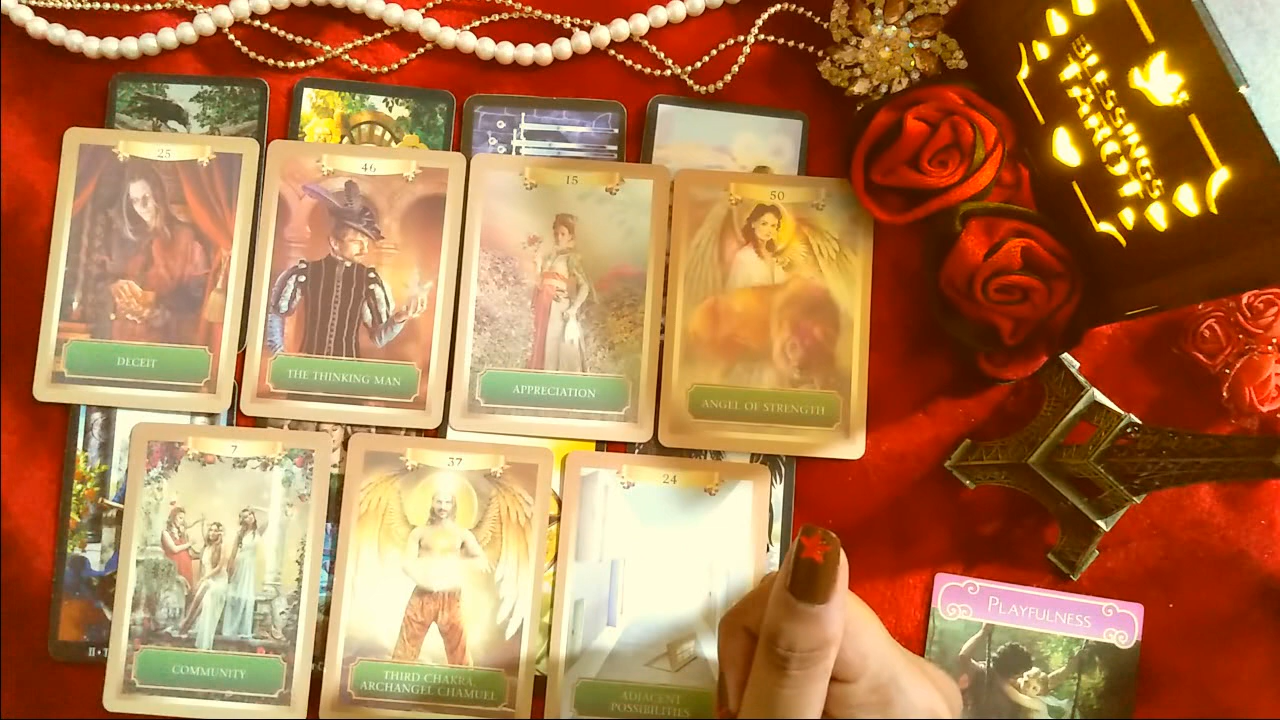 BLESSINGS
TAROT
25
DECEIT
46
THE THINKING MAN
15
APPRECIATION
50
ANGEL OF STRENGTH
7
COMMUNITY
37
THIRD CHAKRA,
ARCHANGEL CHAMUEL
24
ADJACENT
POSSIBILITIES
PLAYFULNESS